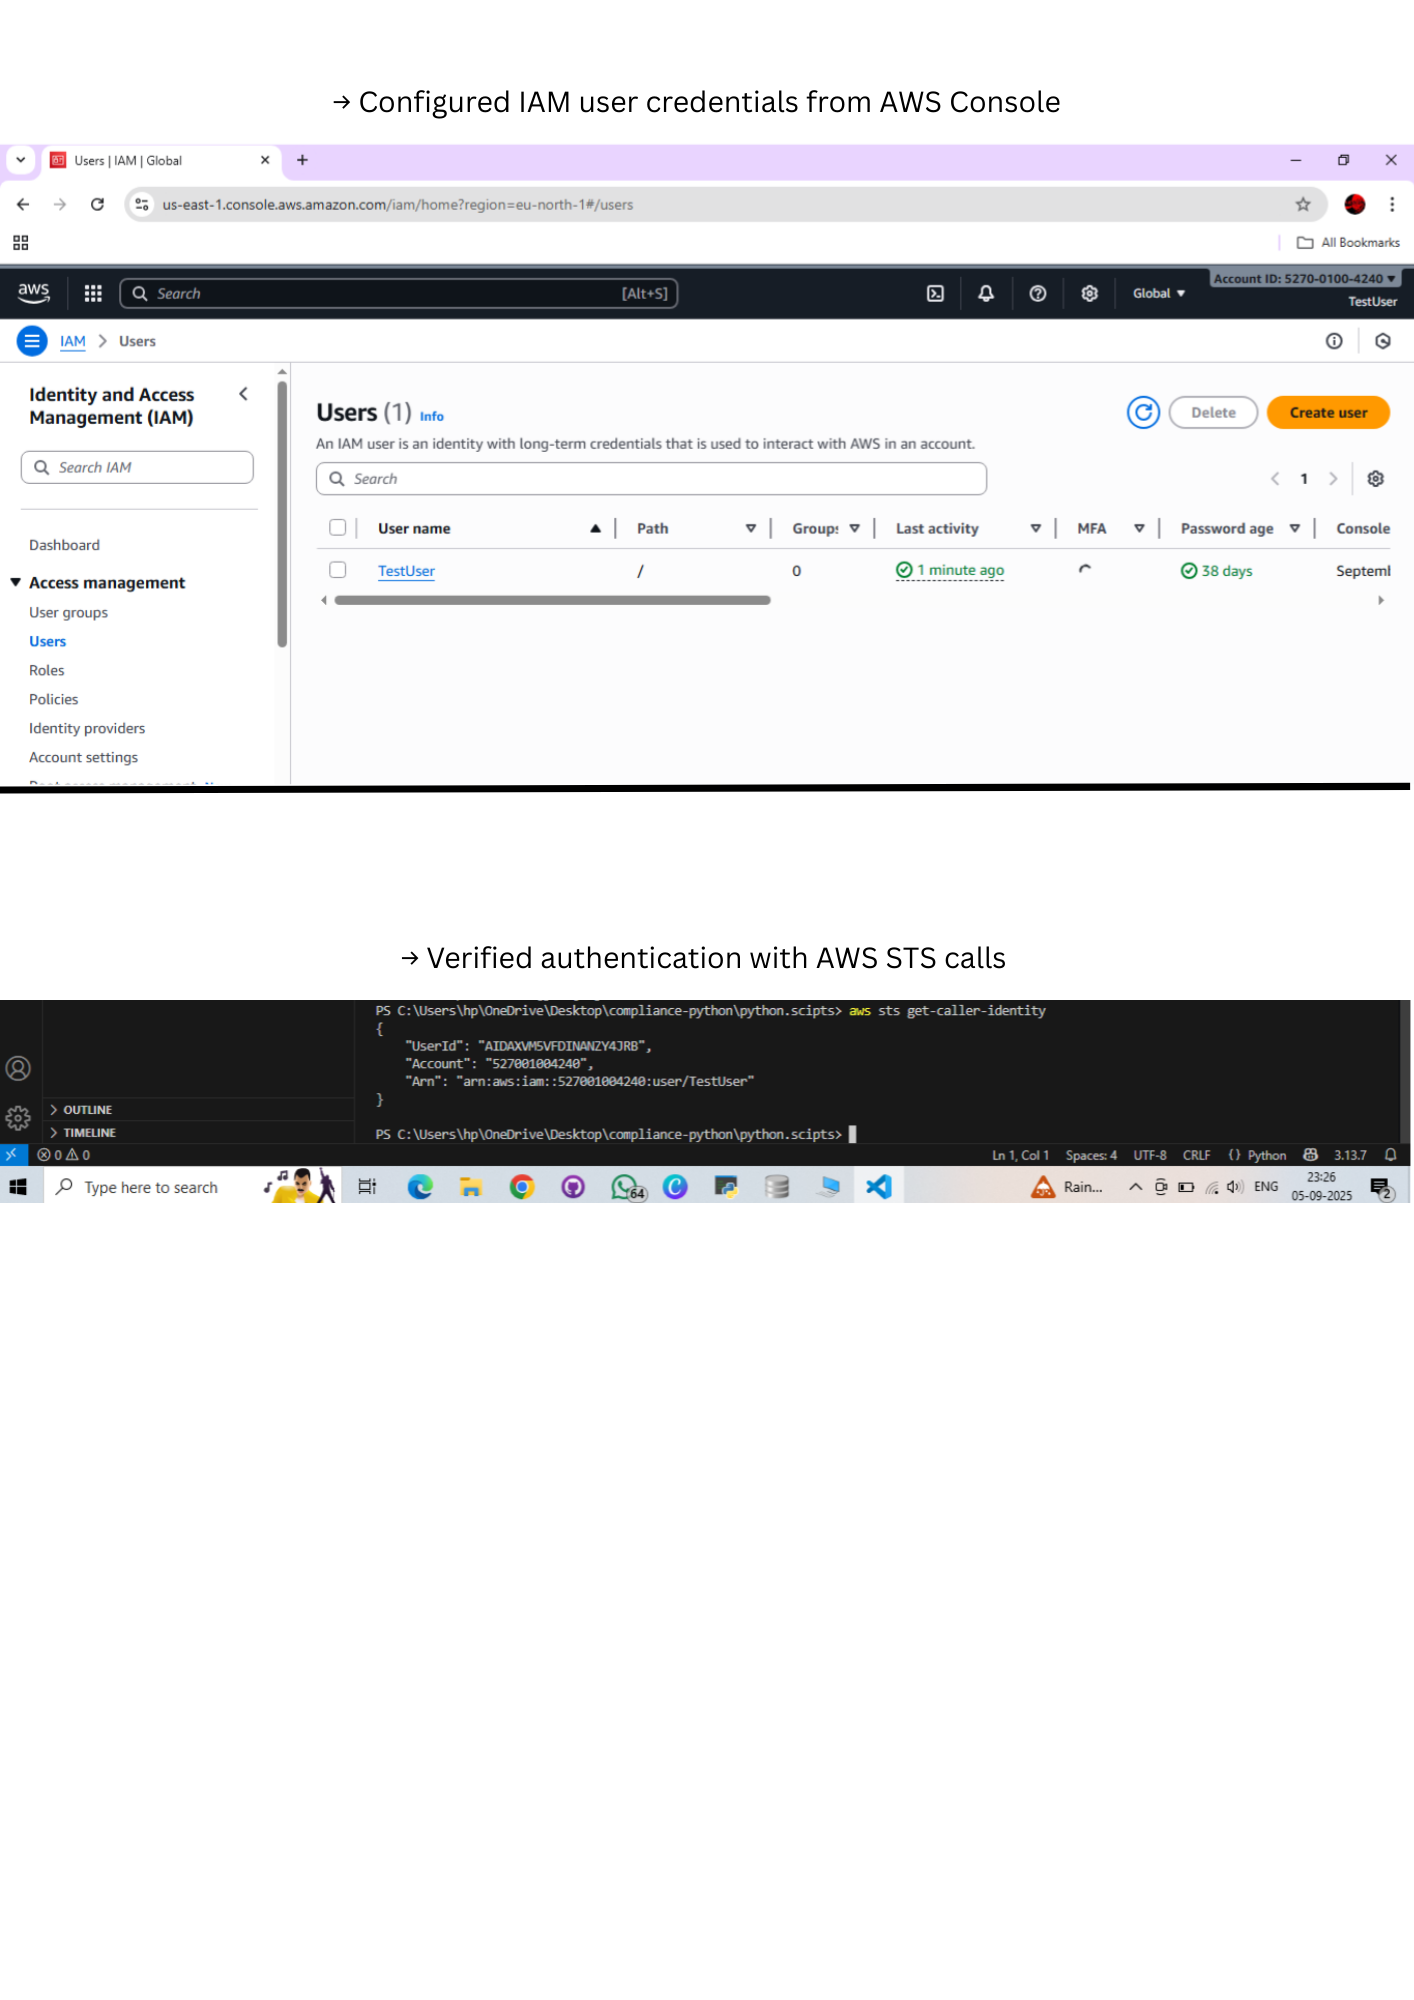 → Configured IAM user credentials from AWS Console
Users | IAM | Global
us-east-1.console.aws.amazon.com/iam/home?region=eu-north-1#/users
All Bookmarks
aws
Search [Alt+S]
Global
Account ID: 5270-0100-4240
TestUser
IAM > Users
Identity and Access Management (IAM)
Search IAM
Dashboard
Access management
User groups
Users
Roles
Policies
Identity providers
Account settings
Users (1) Info
Delete
Create user
An IAM user is an identity with long-term credentials that is used to interact with AWS in an account.
Search
1
User name Path Group: Last activity MFA Password age Console
TestUser / 0 1 minute ago 38 days Septeml
→ Verified authentication with AWS STS calls
PS C:\Users\hp\OneDrive\Desktop\compliance-python\python.scipts> aws sts get-caller-identity
{
"UserId": "AIDAXVM5VFDINANZY4JRB",
"Account": "527001004240",
"Arn": "arn:aws:iam::527001004240:user/TestUser"
}
PS C:\Users\hp\OneDrive\Desktop\compliance-python\python.scipts>
OUTLINE
TIMELINE
0 0
Ln 1, Col 1 Spaces: 4 UTF-8 CRLF {} Python 3.13.7
Type here to search
64
Rain...
ENG
23:26
05-09-2025
2